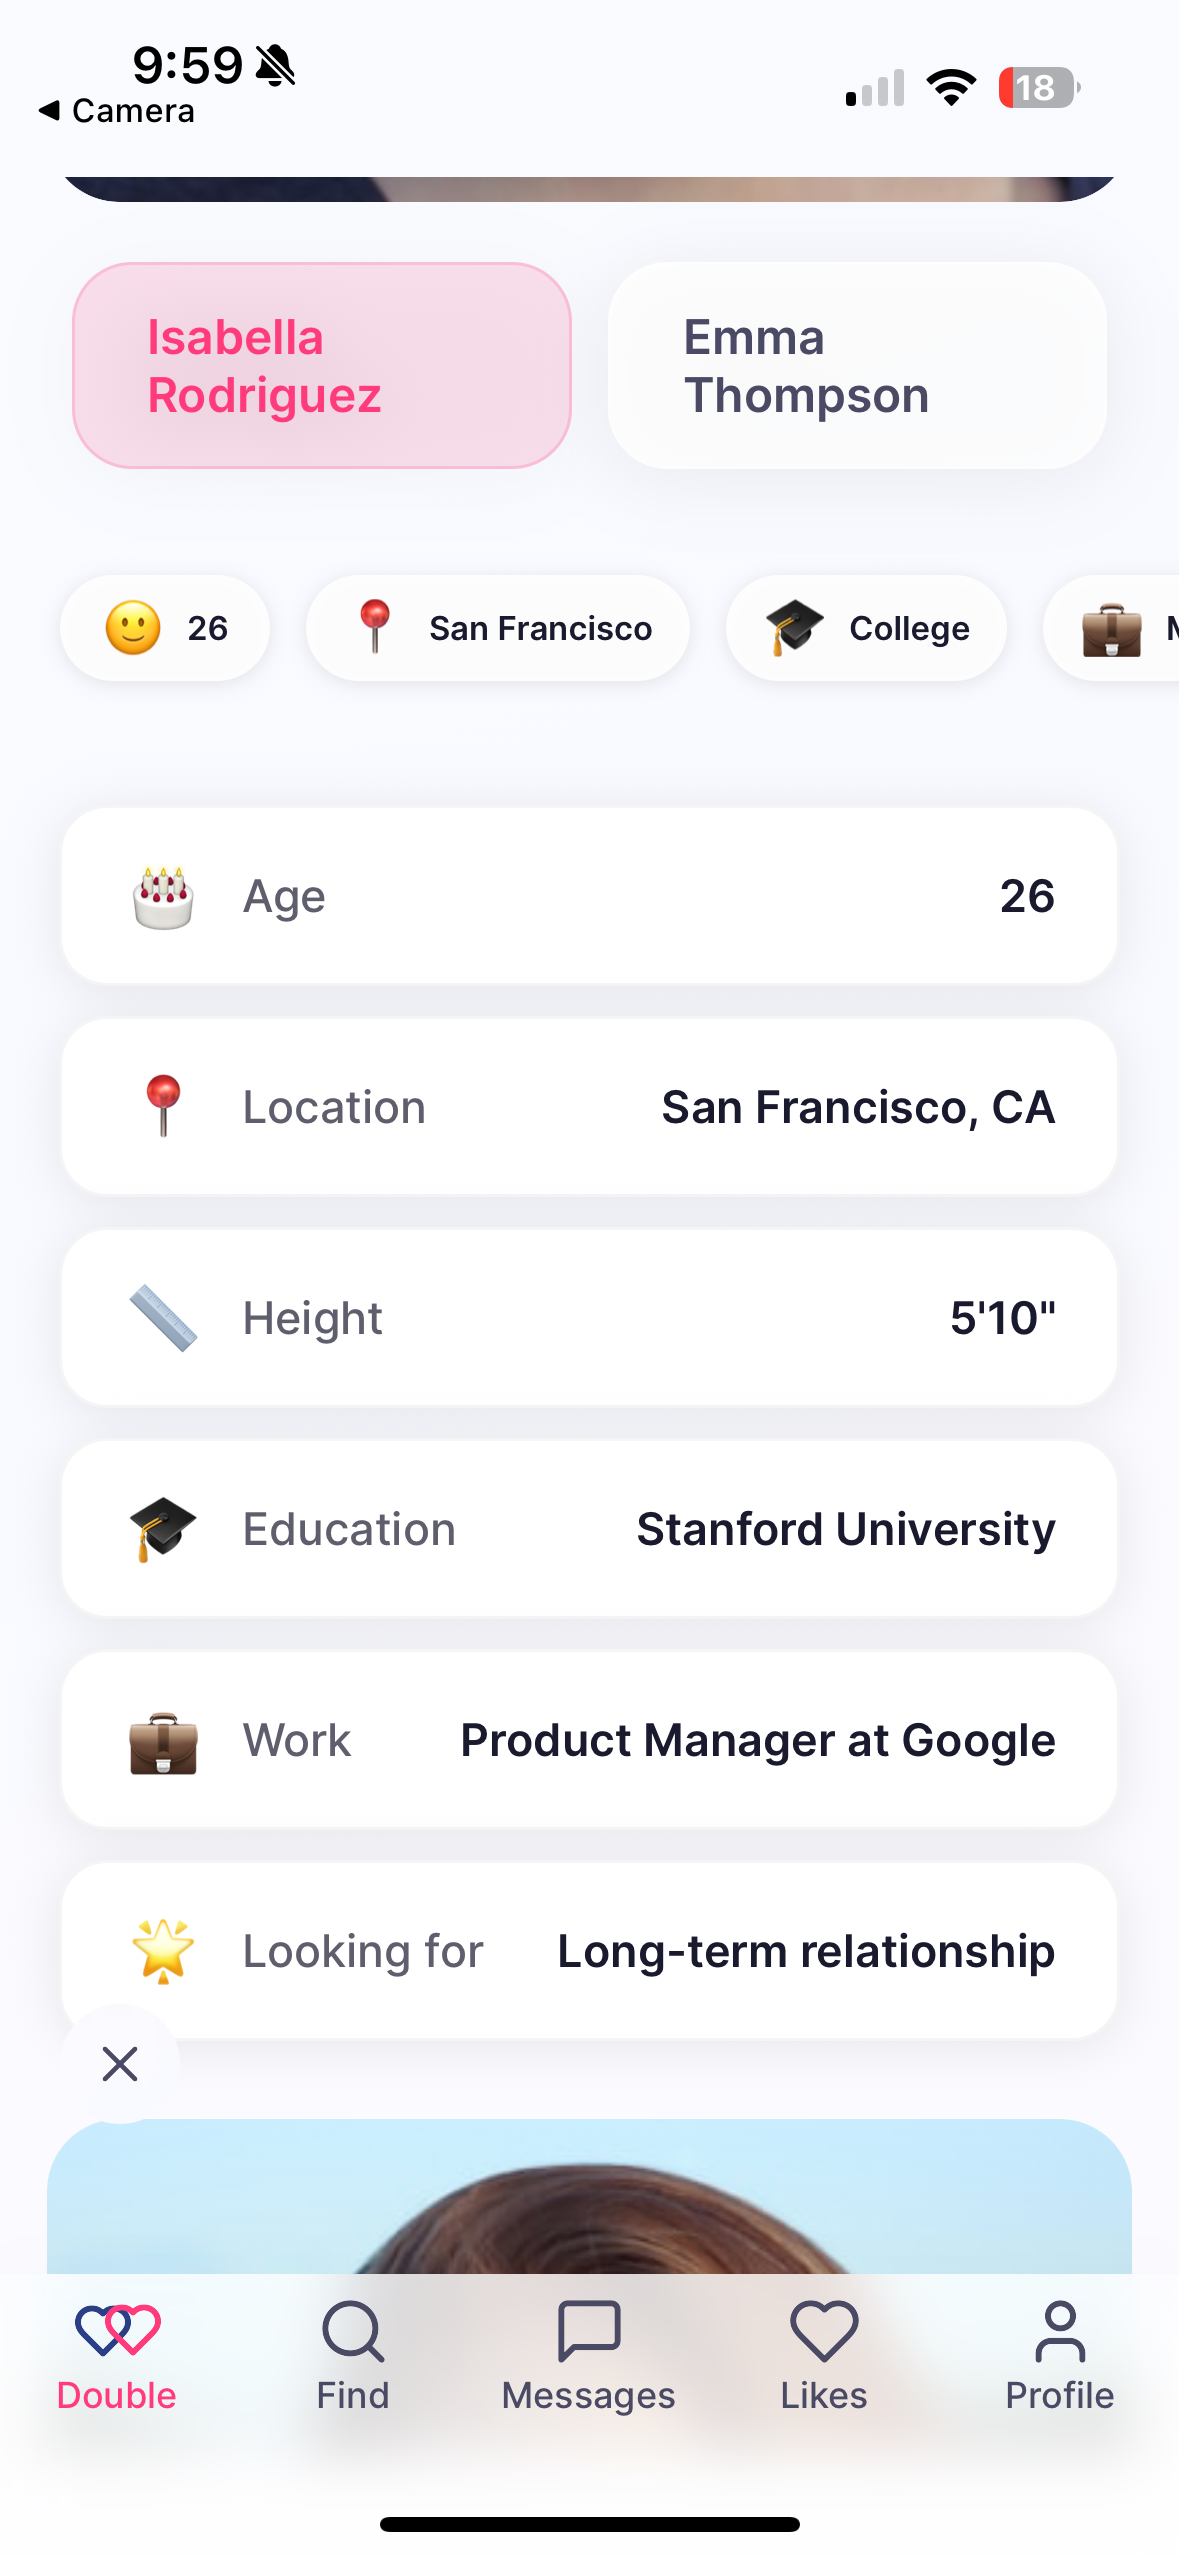 9:59
Camera
18
Isabella
Rodriguez
Emma
Thompson
26
San Francisco
College
Age
26
Location
San Francisco, CA
Height
5'10"
Education
Stanford University
Work
Product Manager at Google
Looking for
Long-term relationship
Double
Find
Messages
Likes
Profile